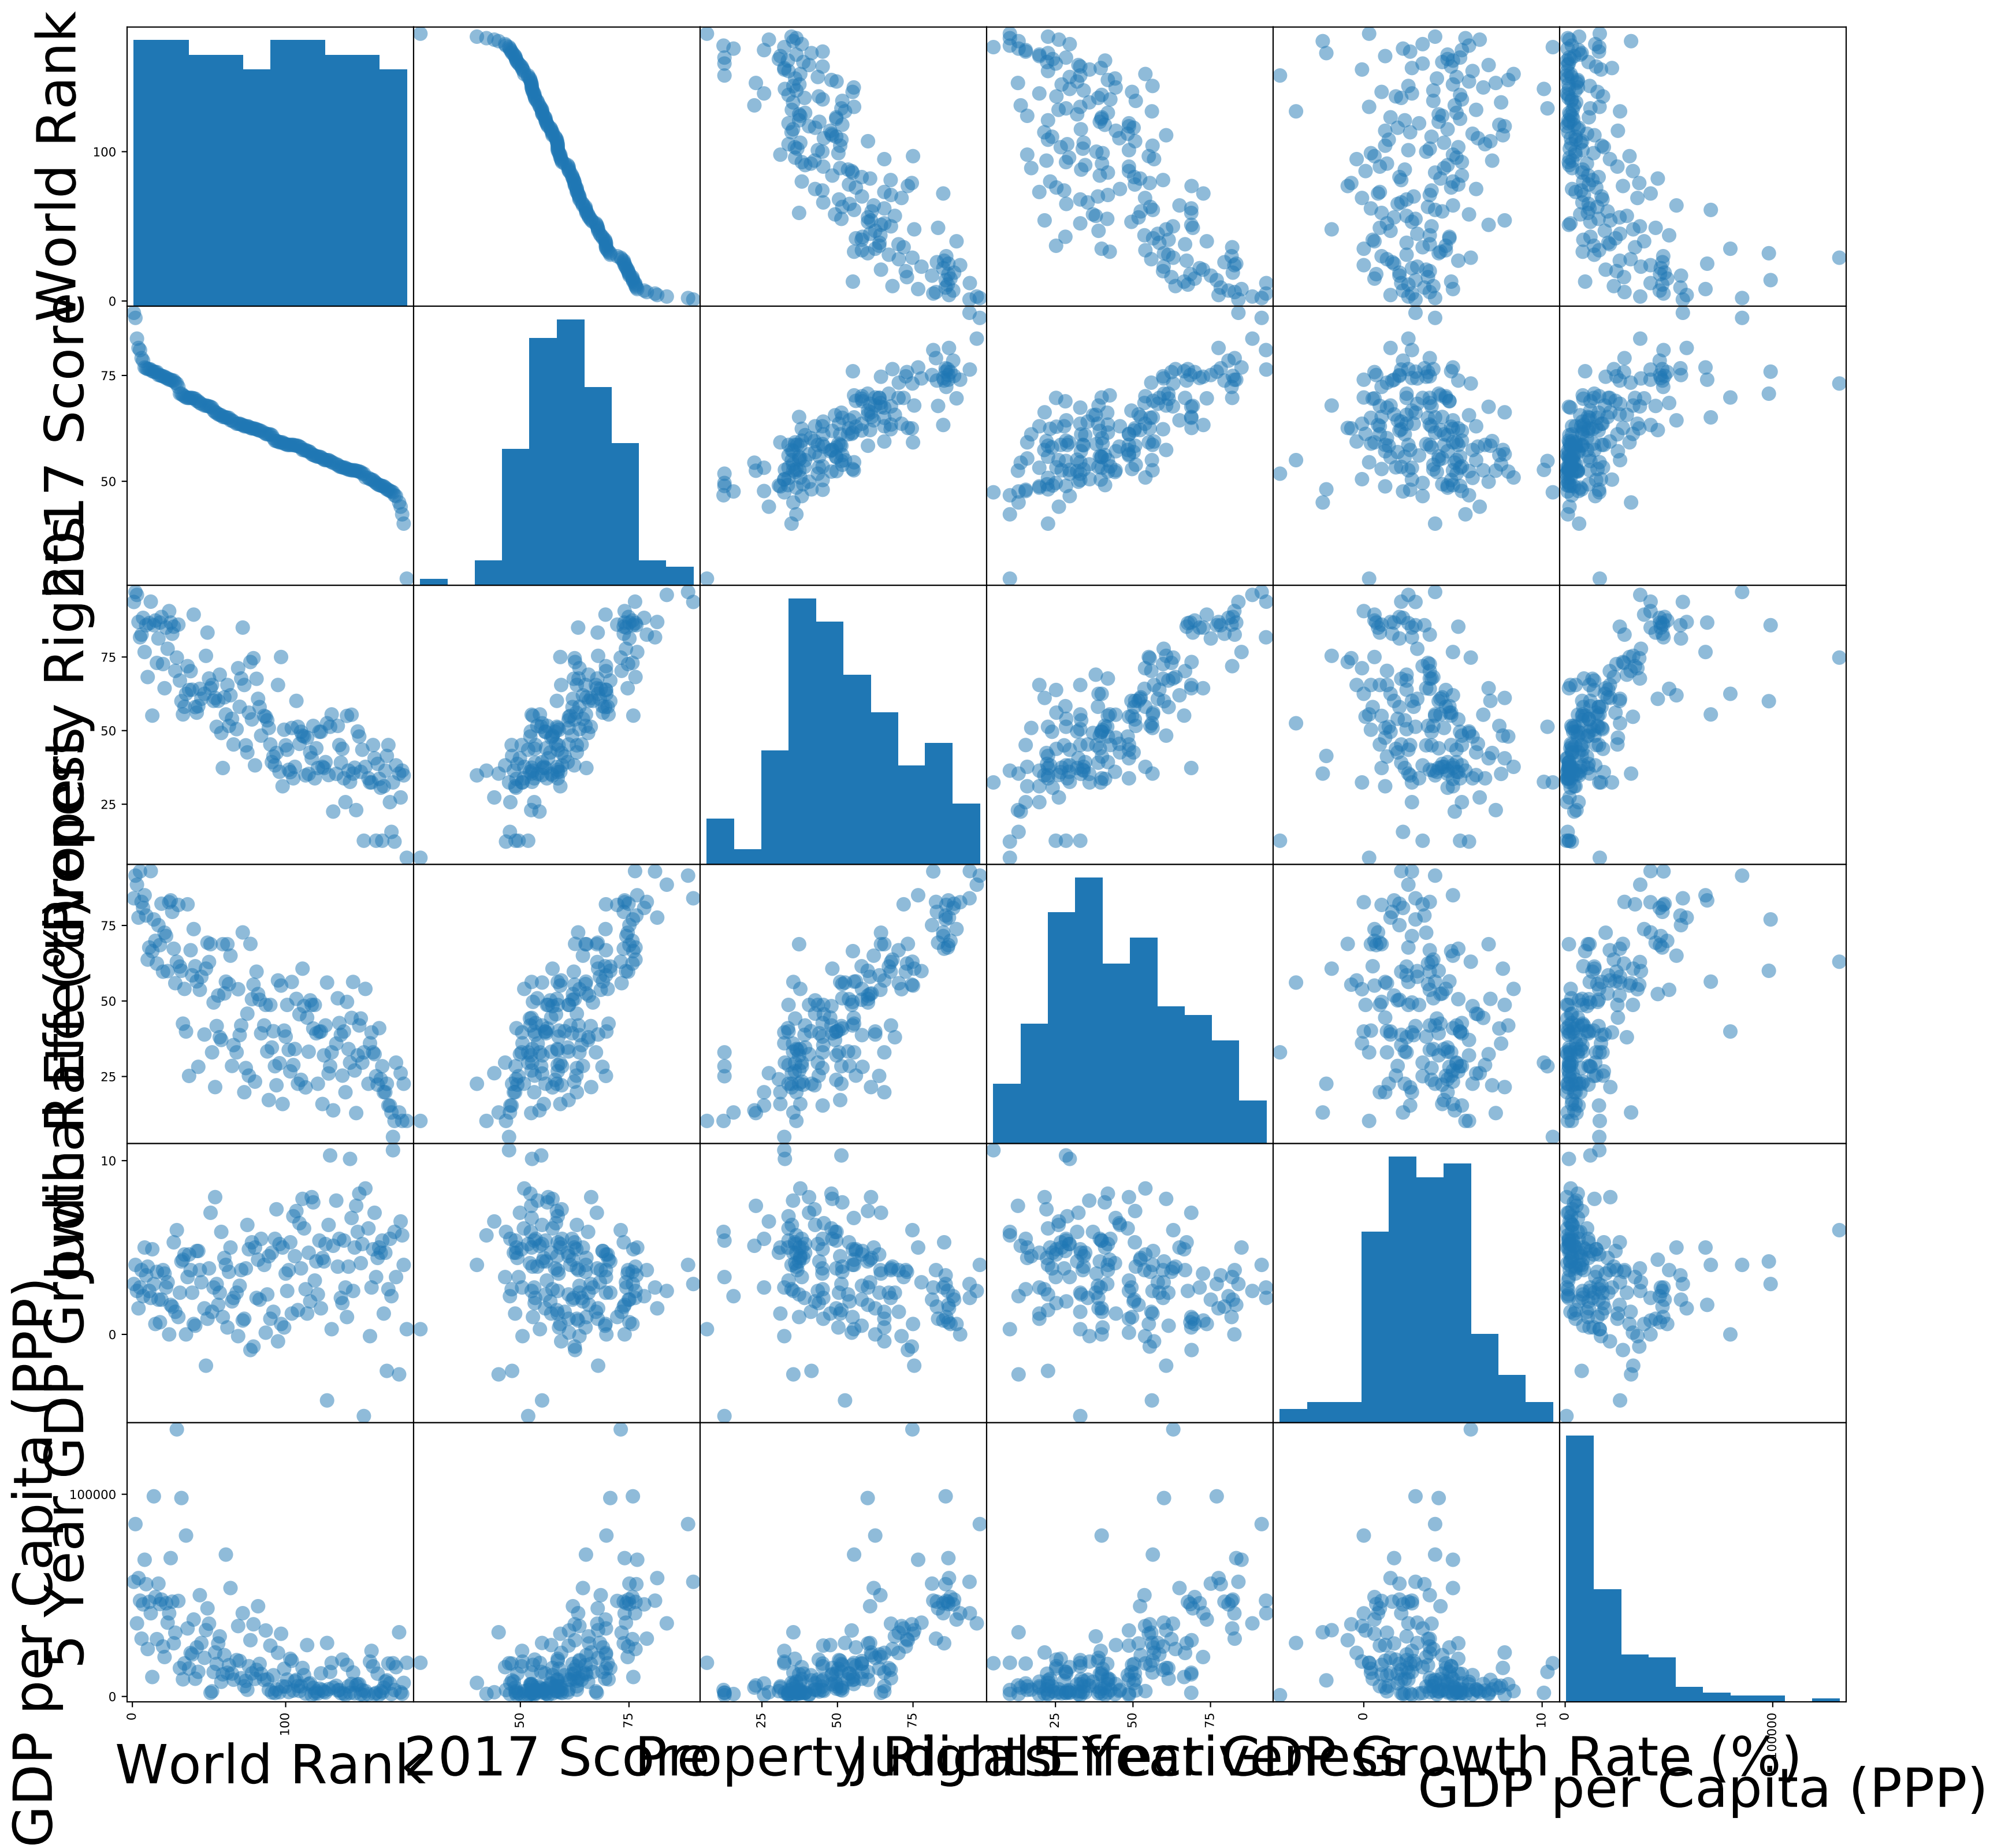 World Rank
100
0
2017 Score
75
50
Property Rights
75
50
25
Judicial Effectiveness
75
50
25
5 Year GDP Growth Rate (%)
10
0
GDP per Capita (PPP)
100000
0
0
100
50
75
25
50
75
25
50
75
0
10
0
100000
World Rank
2017 Score
Property Rights
Judicial Effectiveness
5 Year GDP Growth Rate (%)
GDP per Capita (PPP)